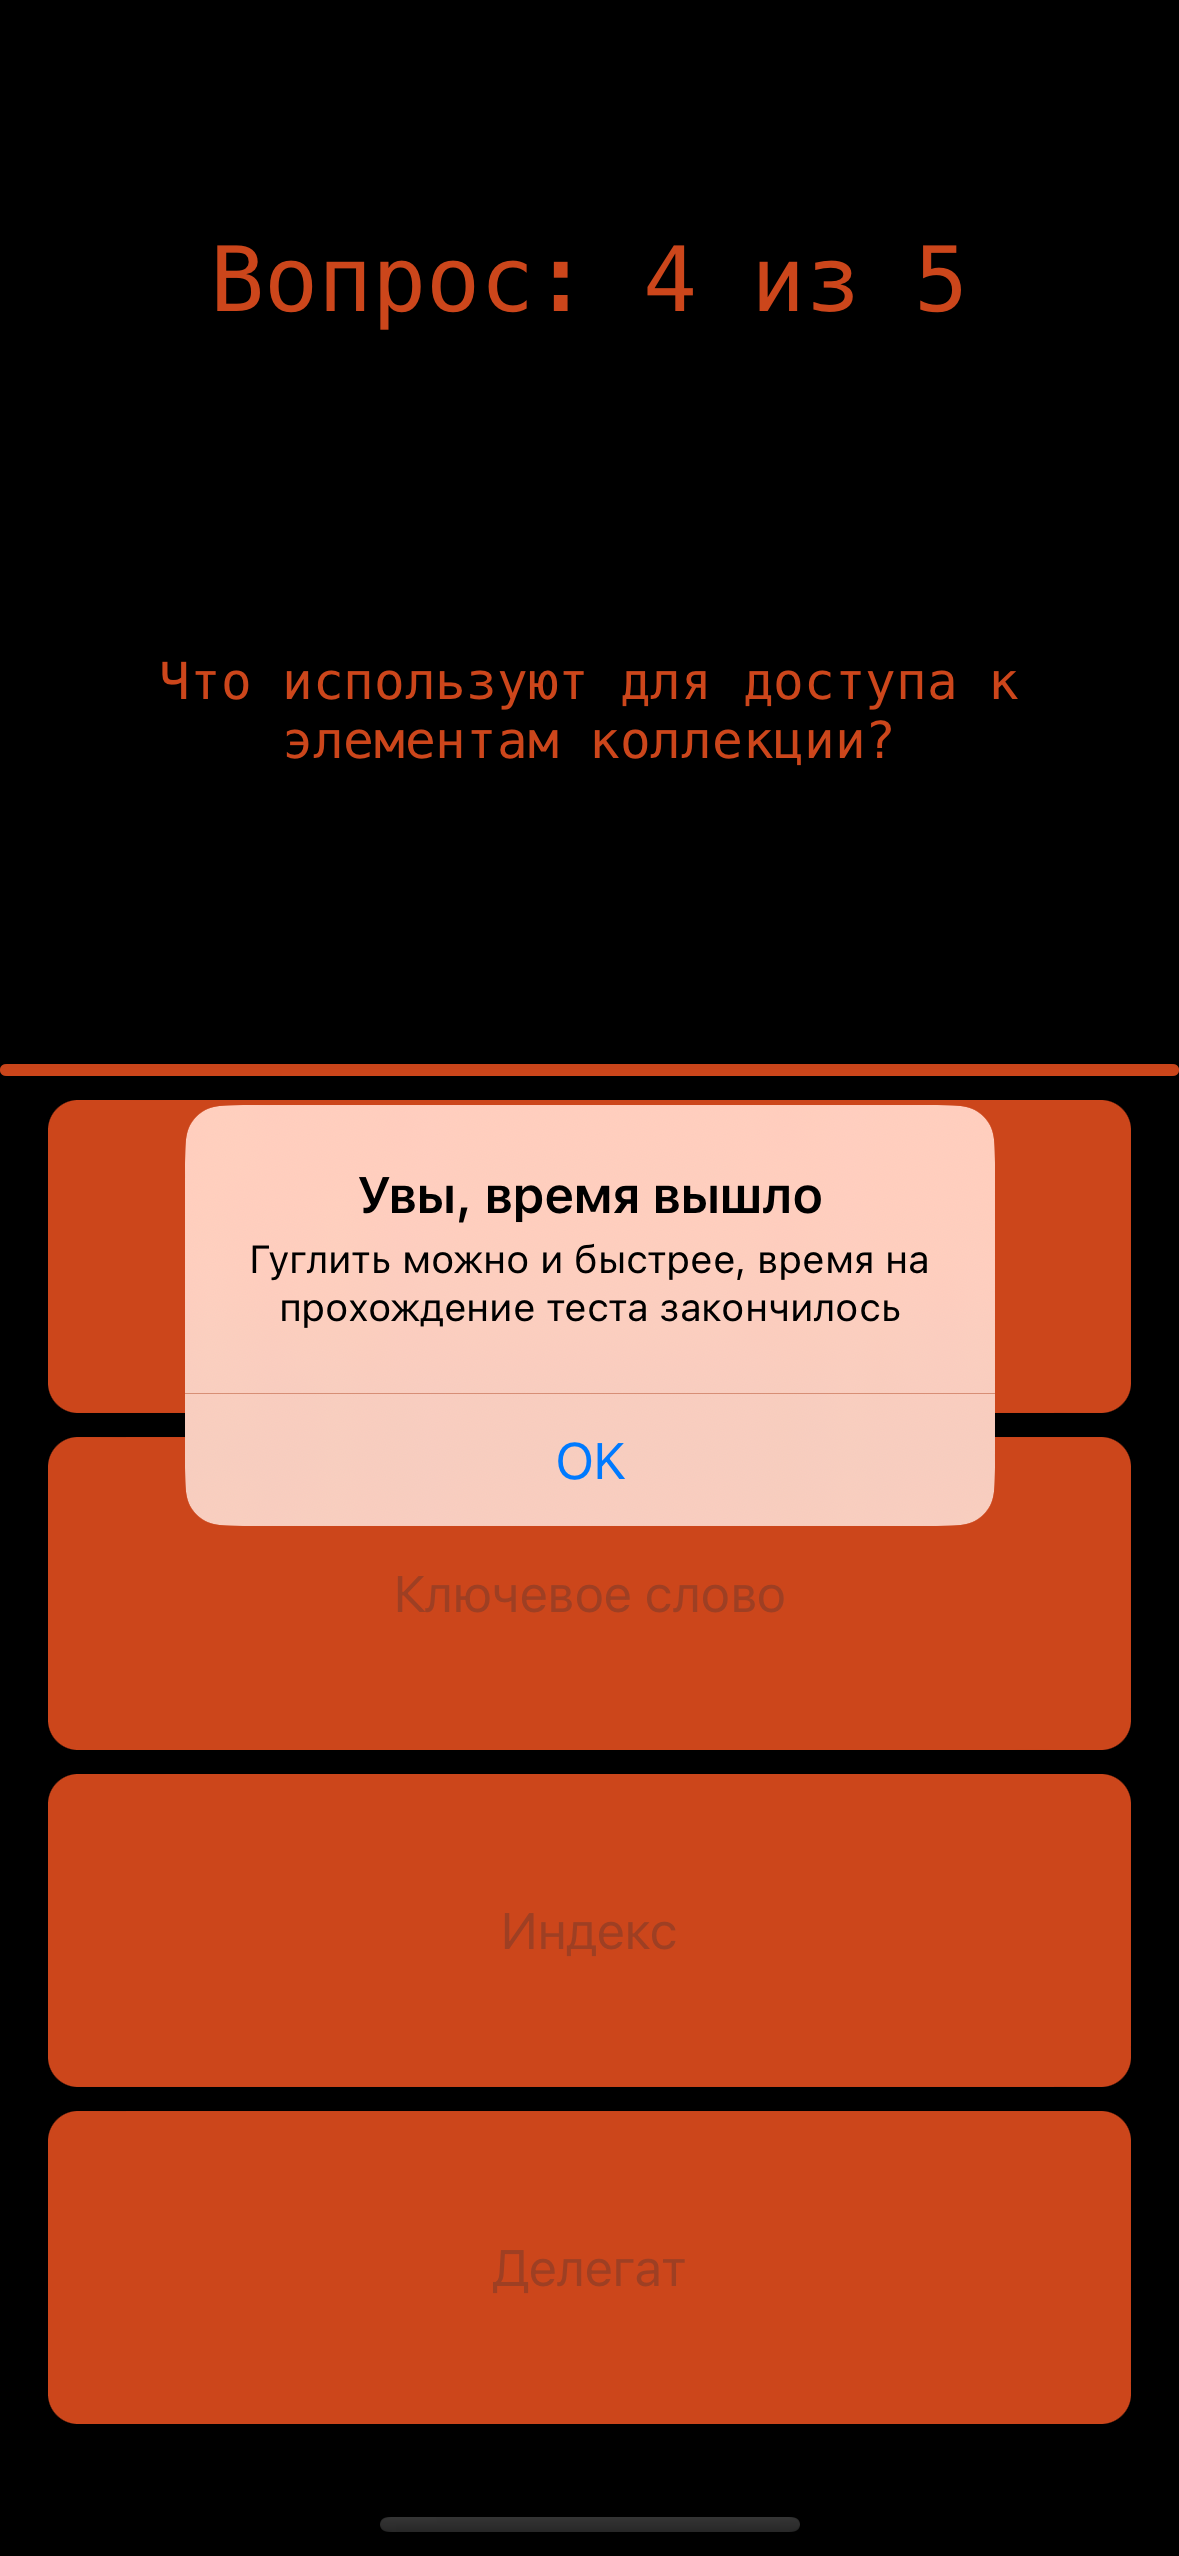 Вопрос: 4 из 5
Что используют для доступа к
элементам коллекции?
Увы, время вышло
Гуглить можно и быстрее, время на
прохождение теста закончилось
OK
Ключевое слово
Индекс
Делегат